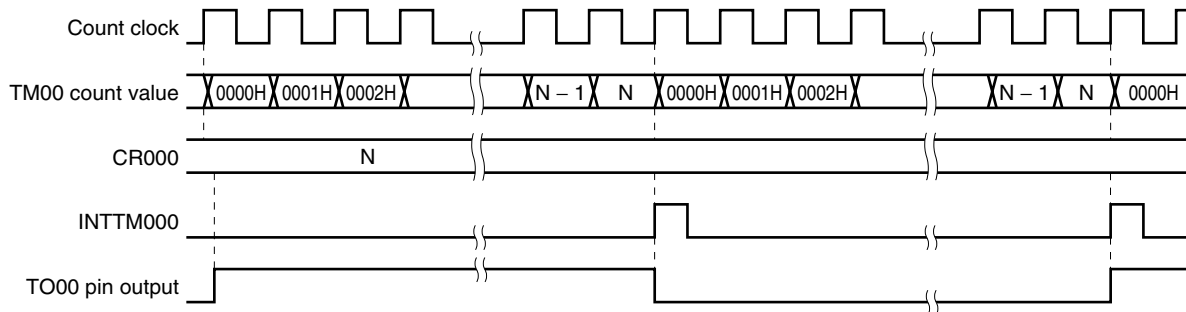 Count clock
TM00 count value 0000H 0001H 0002H N − 1 N 0000H 0001H 0002H N − 1 N 0000H
CR000 N
INTTM000
TO00 pin output